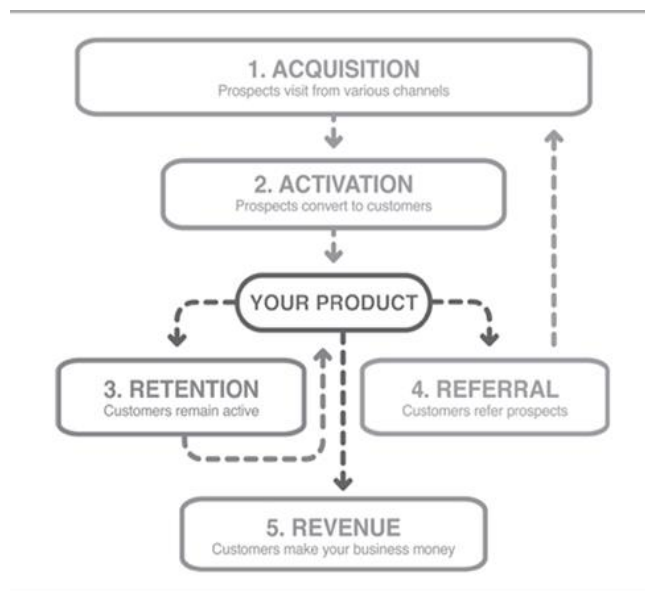 1. ACQUISITION
Prospects visit from various channels
2. ACTIVATION
Prospects convert to customers
YOUR PRODUCT
3. RETENTION
Customers remain active
4. REFERRAL
Customers refer prospects
5. REVENUE
Customers make your business money